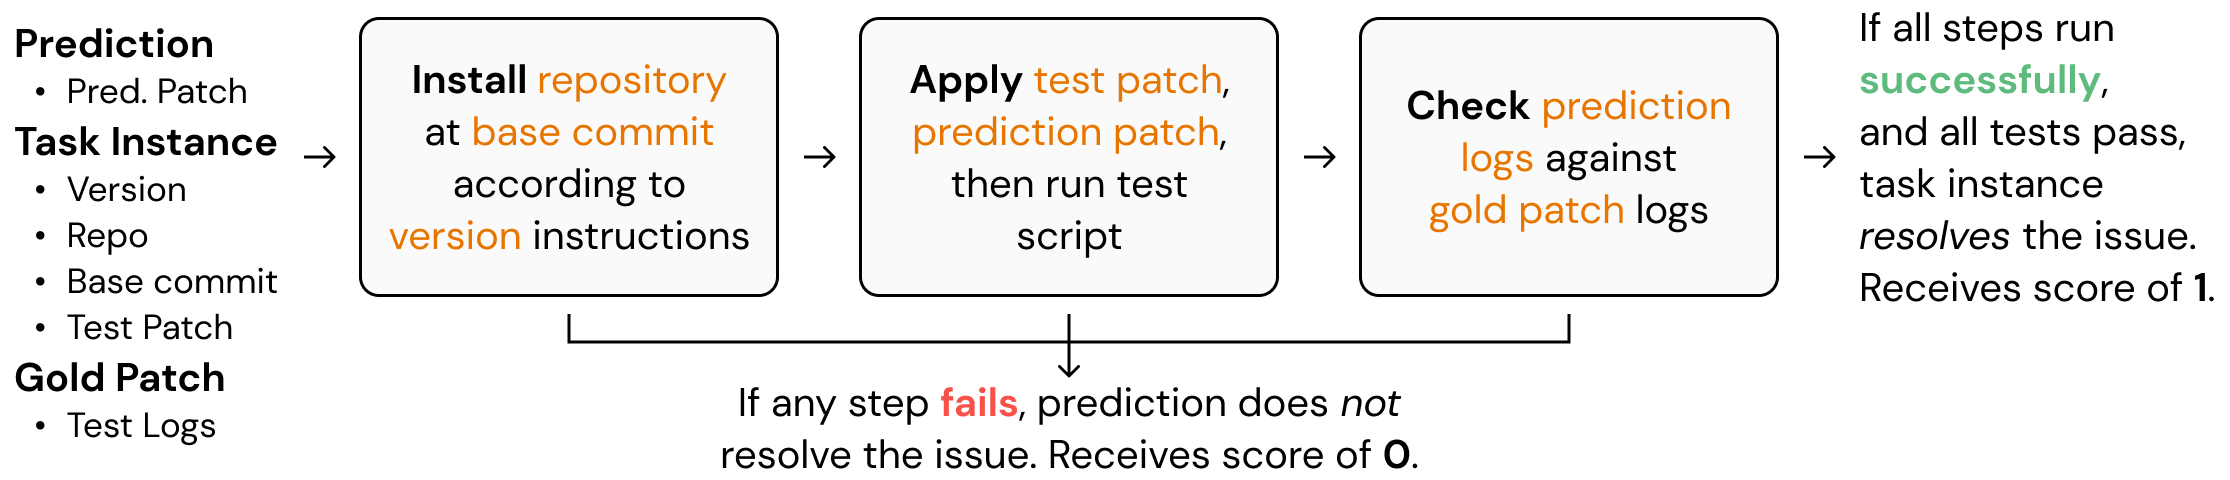 Prediction
• Pred. Patch
Task Instance
• Version
• Repo
• Base commit
• Test Patch
Gold Patch
• Test Logs
Install repository
at base commit
according to
version instructions
Apply test patch,
prediction patch,
then run test
script
Check prediction
logs against
gold patch logs
If all steps run
successfully,
and all tests pass,
task instance
resolves the issue.
Receives score of 1.
If any step fails, prediction does not
resolve the issue. Receives score of 0.